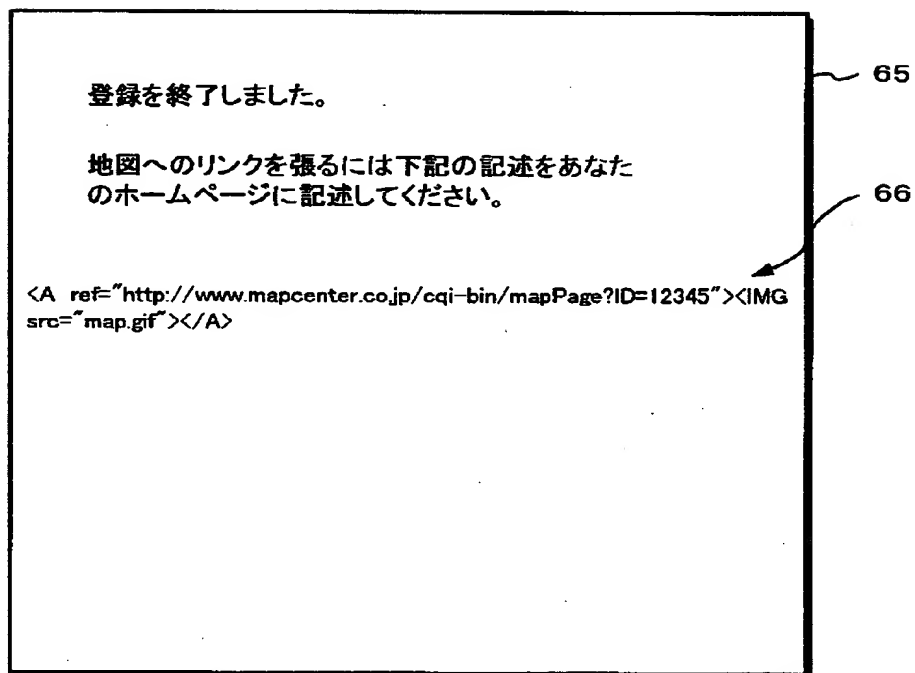 登録を終了しました。
65
地図へのリンクを張るには下記の記述をあなた
のホームページに記述してください。
66
<A ref="http://www.mapcenter.co.jp/cqi-bin/mapPage?ID=12345"><IMG
src="map.gif"></A>